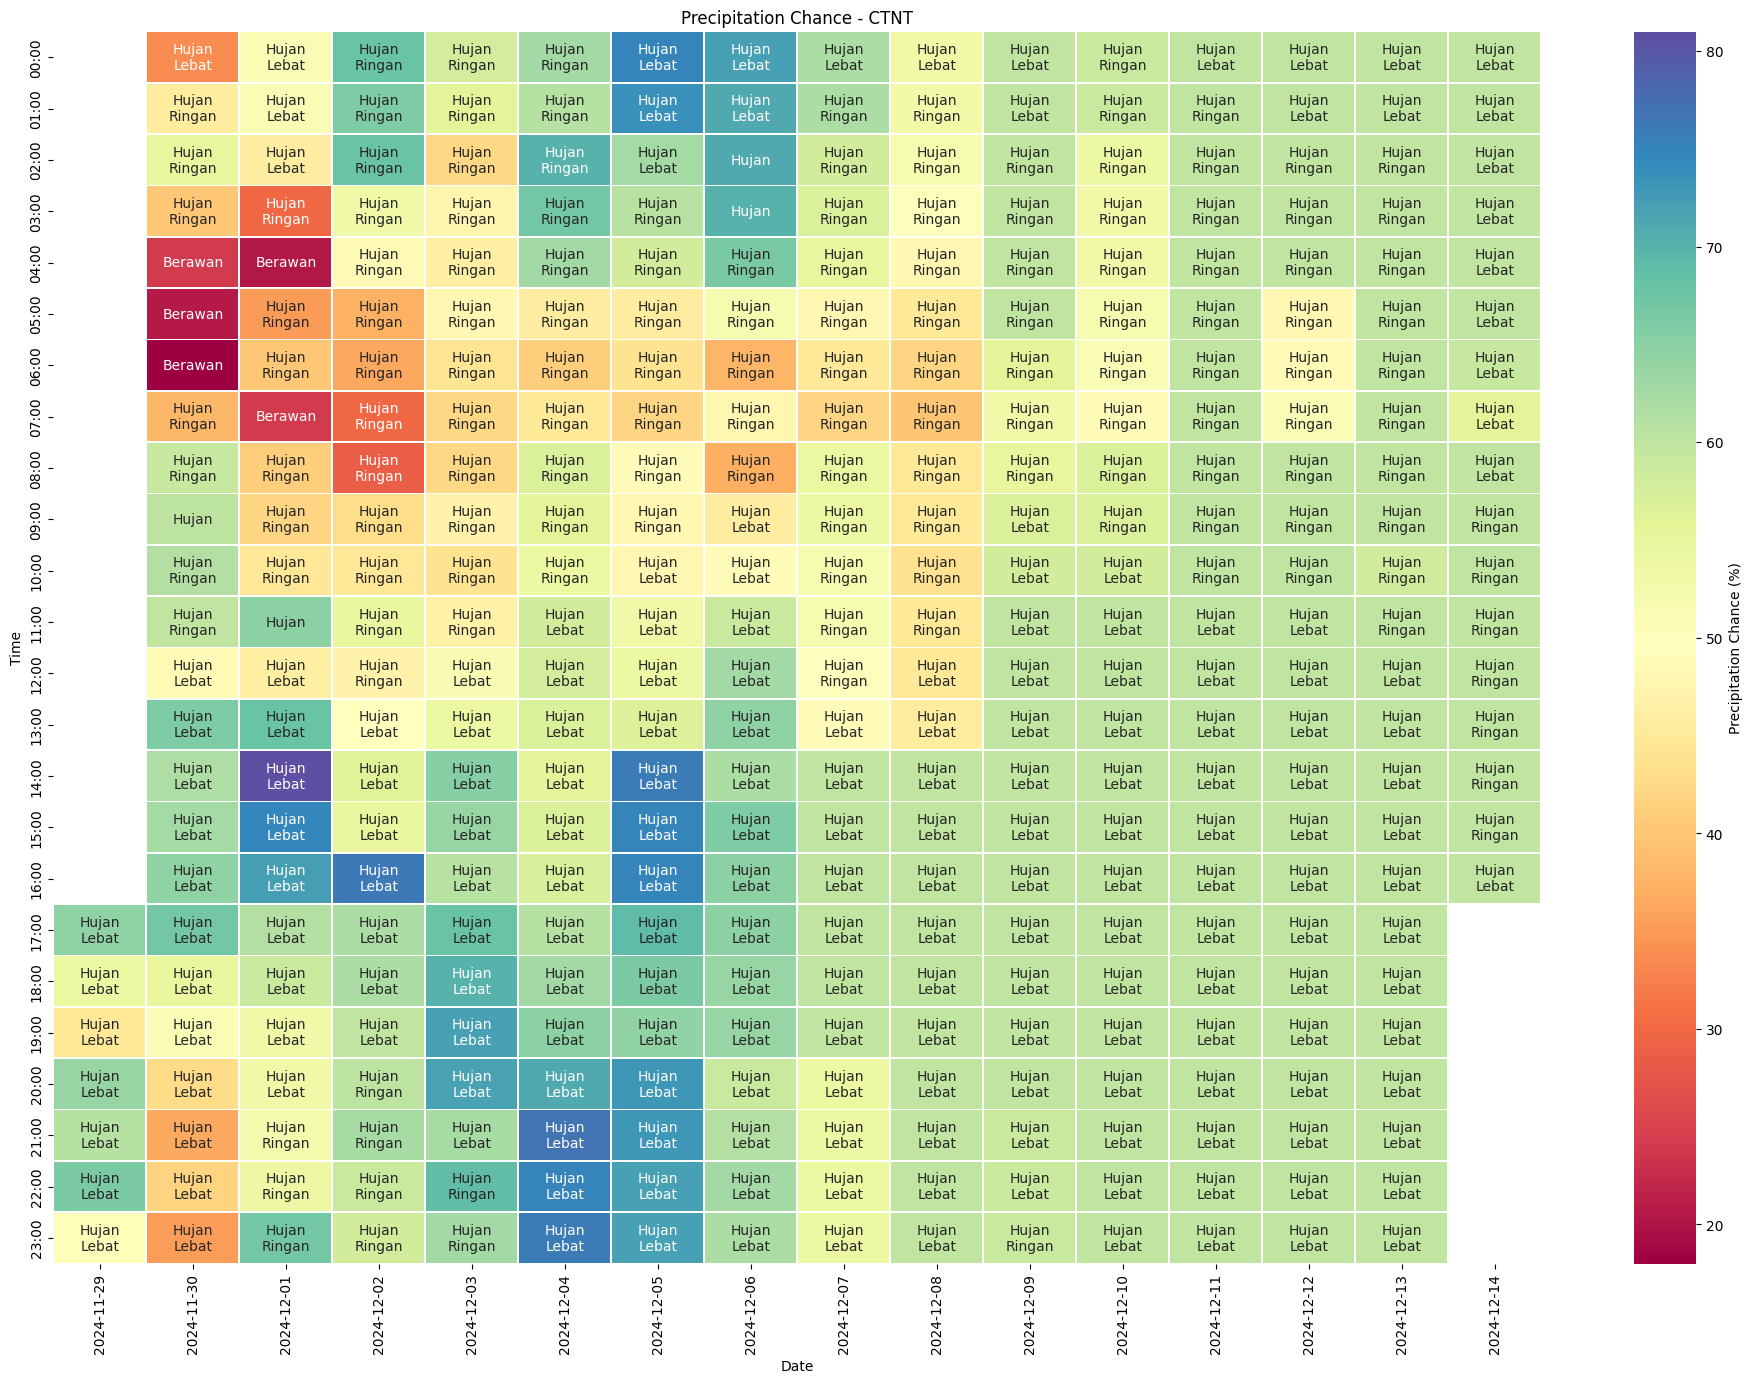 Precipitation Chance - CTNT
00:00
Hujan Hujan Hujan Hujan Hujan Hujan Hujan Hujan Hujan Hujan Hujan Hujan Hujan Hujan Hujan
Lebat Lebat Ringan Ringan Ringan Lebat Lebat Lebat Lebat Lebat Ringan Lebat Lebat Lebat Lebat
01:00
Hujan Hujan Hujan Hujan Hujan Hujan Hujan Hujan Hujan Hujan Hujan Hujan Hujan Hujan Hujan
Ringan Lebat Ringan Ringan Ringan Lebat Lebat Ringan Ringan Lebat Ringan Ringan Lebat Lebat Lebat
02:00
Hujan Hujan Hujan Hujan Hujan Hujan Hujan Hujan Hujan Hujan Hujan Hujan Hujan Hujan Hujan
Ringan Lebat Ringan Ringan Ringan Lebat Ringan Ringan Ringan Ringan Ringan Ringan Ringan Lebat
03:00
Hujan Hujan Hujan Hujan Hujan Hujan Hujan Hujan Hujan Hujan Hujan Hujan Hujan Hujan Hujan
Ringan Ringan Ringan Ringan Ringan Ringan Ringan Ringan Ringan Ringan Ringan Ringan Ringan Lebat
04:00
Berawan Berawan Hujan Hujan Hujan Hujan Hujan Hujan Hujan Hujan Hujan Hujan Hujan Hujan Hujan
Ringan Ringan Ringan Ringan Ringan Ringan Ringan Ringan Ringan Ringan Ringan Ringan Lebat
05:00
Berawan Hujan Hujan Hujan Hujan Hujan Hujan Hujan Hujan Hujan Hujan Hujan Hujan Hujan Hujan
Ringan Ringan Ringan Ringan Ringan Ringan Ringan Ringan Ringan Ringan Ringan Ringan Ringan Lebat
06:00
Berawan Hujan Hujan Hujan Hujan Hujan Hujan Hujan Hujan Hujan Hujan Hujan Hujan Hujan Hujan
Ringan Ringan Ringan Ringan Ringan Ringan Ringan Ringan Ringan Ringan Ringan Ringan Ringan Lebat
07:00
Hujan Berawan Hujan Hujan Hujan Hujan Hujan Hujan Hujan Hujan Hujan Hujan Hujan Hujan Hujan
Ringan Ringan Ringan Ringan Ringan Ringan Ringan Ringan Ringan Ringan Ringan Ringan Ringan Lebat
08:00
Hujan Hujan Hujan Hujan Hujan Hujan Hujan Hujan Hujan Hujan Hujan Hujan Hujan Hujan Hujan
Ringan Ringan Ringan Ringan Ringan Ringan Ringan Ringan Ringan Ringan Ringan Ringan Ringan Ringan Lebat
09:00
Hujan Hujan Hujan Hujan Hujan Hujan Hujan Hujan Hujan Hujan Hujan Hujan Hujan Hujan Hujan
Ringan Ringan Ringan Ringan Ringan Lebat Ringan Ringan Lebat Ringan Ringan Ringan Ringan Ringan
10:00
Hujan Hujan Hujan Hujan Hujan Hujan Hujan Hujan Hujan Hujan Hujan Hujan Hujan Hujan Hujan
Ringan Ringan Ringan Ringan Ringan Lebat Lebat Ringan Ringan Lebat Lebat Ringan Ringan Ringan Ringan
11:00
Hujan Hujan Hujan Hujan Hujan Hujan Hujan Hujan Hujan Hujan Hujan Hujan Hujan Hujan Hujan
Ringan Ringan Ringan Lebat Lebat Lebat Ringan Ringan Lebat Lebat Lebat Lebat Ringan Ringan
12:00
Hujan Hujan Hujan Hujan Hujan Hujan Hujan Hujan Hujan Hujan Hujan Hujan Hujan Hujan Hujan
Lebat Lebat Ringan Lebat Lebat Lebat Lebat Ringan Lebat Lebat Lebat Lebat Lebat Lebat Ringan
13:00
Hujan Hujan Hujan Hujan Hujan Hujan Hujan Hujan Hujan Hujan Hujan Hujan Hujan Hujan Hujan
Lebat Lebat Lebat Lebat Lebat Lebat Lebat Lebat Lebat Lebat Lebat Lebat Lebat Lebat Ringan
14:00
Hujan Hujan Hujan Hujan Hujan Hujan Hujan Hujan Hujan Hujan Hujan Hujan Hujan Hujan Hujan
Lebat Lebat Lebat Lebat Lebat Lebat Lebat Lebat Lebat Lebat Lebat Lebat Lebat Lebat Ringan
15:00
Hujan Hujan Hujan Hujan Hujan Hujan Hujan Hujan Hujan Hujan Hujan Hujan Hujan Hujan Hujan
Lebat Lebat Lebat Lebat Lebat Lebat Lebat Lebat Lebat Lebat Lebat Lebat Lebat Lebat Ringan
16:00
Hujan Hujan Hujan Hujan Hujan Hujan Hujan Hujan Hujan Hujan Hujan Hujan Hujan Hujan Hujan
Lebat Lebat Lebat Lebat Lebat Lebat Lebat Lebat Lebat Lebat Lebat Lebat Lebat Lebat Lebat
17:00
Hujan Hujan Hujan Hujan Hujan Hujan Hujan Hujan Hujan Hujan Hujan Hujan Hujan Hujan Hujan
Lebat Lebat Lebat Lebat Lebat Lebat Lebat Lebat Lebat Lebat Lebat Lebat Lebat Lebat Lebat
18:00
Hujan Hujan Hujan Hujan Hujan Hujan Hujan Hujan Hujan Hujan Hujan Hujan Hujan Hujan Hujan
Lebat Lebat Lebat Lebat Lebat Lebat Lebat Lebat Lebat Lebat Lebat Lebat Lebat Lebat Lebat
19:00
Hujan Hujan Hujan Hujan Hujan Hujan Hujan Hujan Hujan Hujan Hujan Hujan Hujan Hujan Hujan
Lebat Lebat Lebat Lebat Lebat Lebat Lebat Lebat Lebat Lebat Lebat Lebat Lebat Lebat Lebat
20:00
Hujan Hujan Hujan Hujan Hujan Hujan Hujan Hujan Hujan Hujan Hujan Hujan Hujan Hujan Hujan
Lebat Lebat Lebat Ringan Lebat Lebat Lebat Lebat Lebat Lebat Lebat Lebat Lebat Lebat Lebat
21:00
Hujan Hujan Hujan Hujan Hujan Hujan Hujan Hujan Hujan Hujan Hujan Hujan Hujan Hujan Hujan
Lebat Lebat Ringan Ringan Lebat Lebat Lebat Lebat Lebat Lebat Lebat Lebat Lebat Lebat Lebat
22:00
Hujan Hujan Hujan Hujan Hujan Hujan Hujan Hujan Hujan Hujan Hujan Hujan Hujan Hujan Hujan
Lebat Lebat Ringan Ringan Ringan Lebat Lebat Lebat Lebat Lebat Lebat Lebat Lebat Lebat Lebat
23:00
Hujan Hujan Hujan Hujan Hujan Hujan Hujan Hujan Hujan Hujan Hujan Hujan Hujan Hujan Hujan
Lebat Lebat Ringan Ringan Ringan Lebat Lebat Lebat Lebat Lebat Ringan Lebat Lebat Lebat Lebat
Time
2024-11-29 2024-11-30 2024-12-01 2024-12-02 2024-12-03 2024-12-04 2024-12-05 2024-12-06 2024-12-07 2024-12-08 2024-12-09 2024-12-10 2024-12-11 2024-12-12 2024-12-13 2024-12-14
Date
80
70
60
50
40
30
20
Precipitation Chance (%)